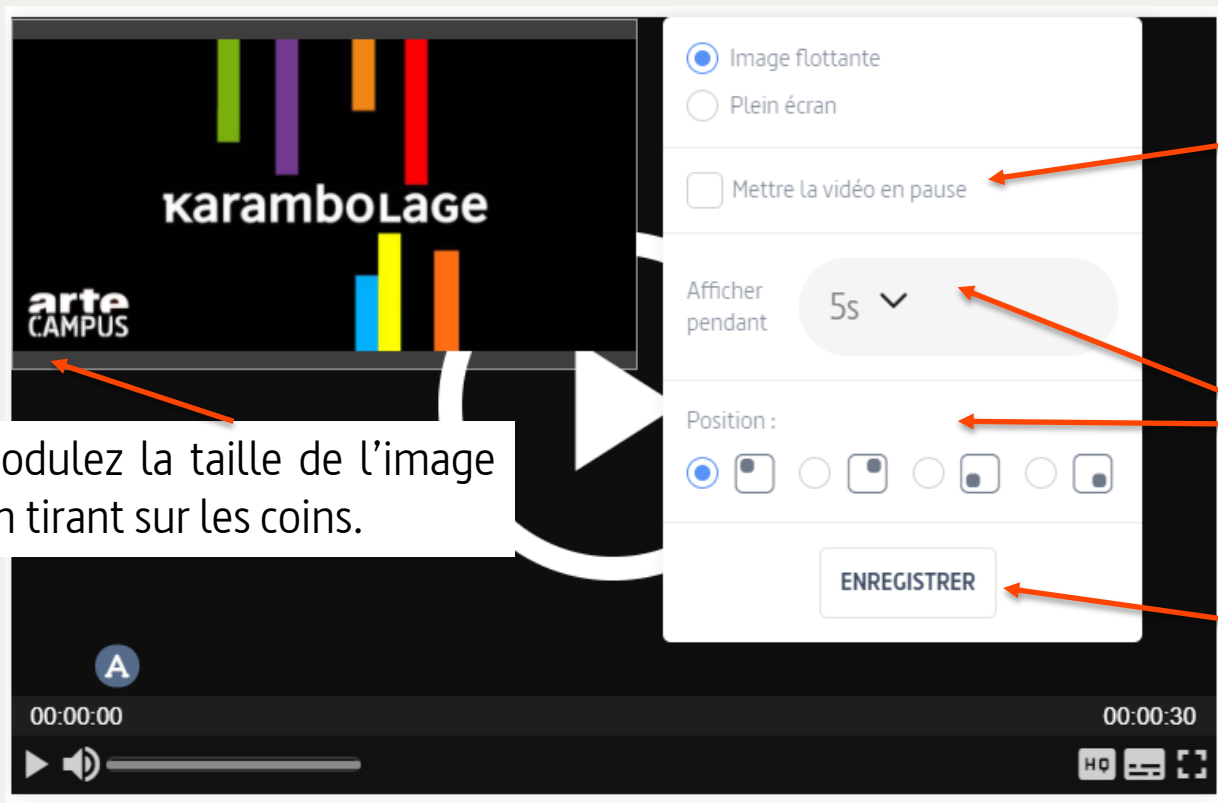 Image flottante
Plein écran
Mettre la vidéo en pause
Afficher
pendant
5s
Position :
ENREGISTRER
karambolage
arte
CAMPUS
odulez la taille de l’image
n tirant sur les coins.
A
00:00:00
00:00:30
HQ